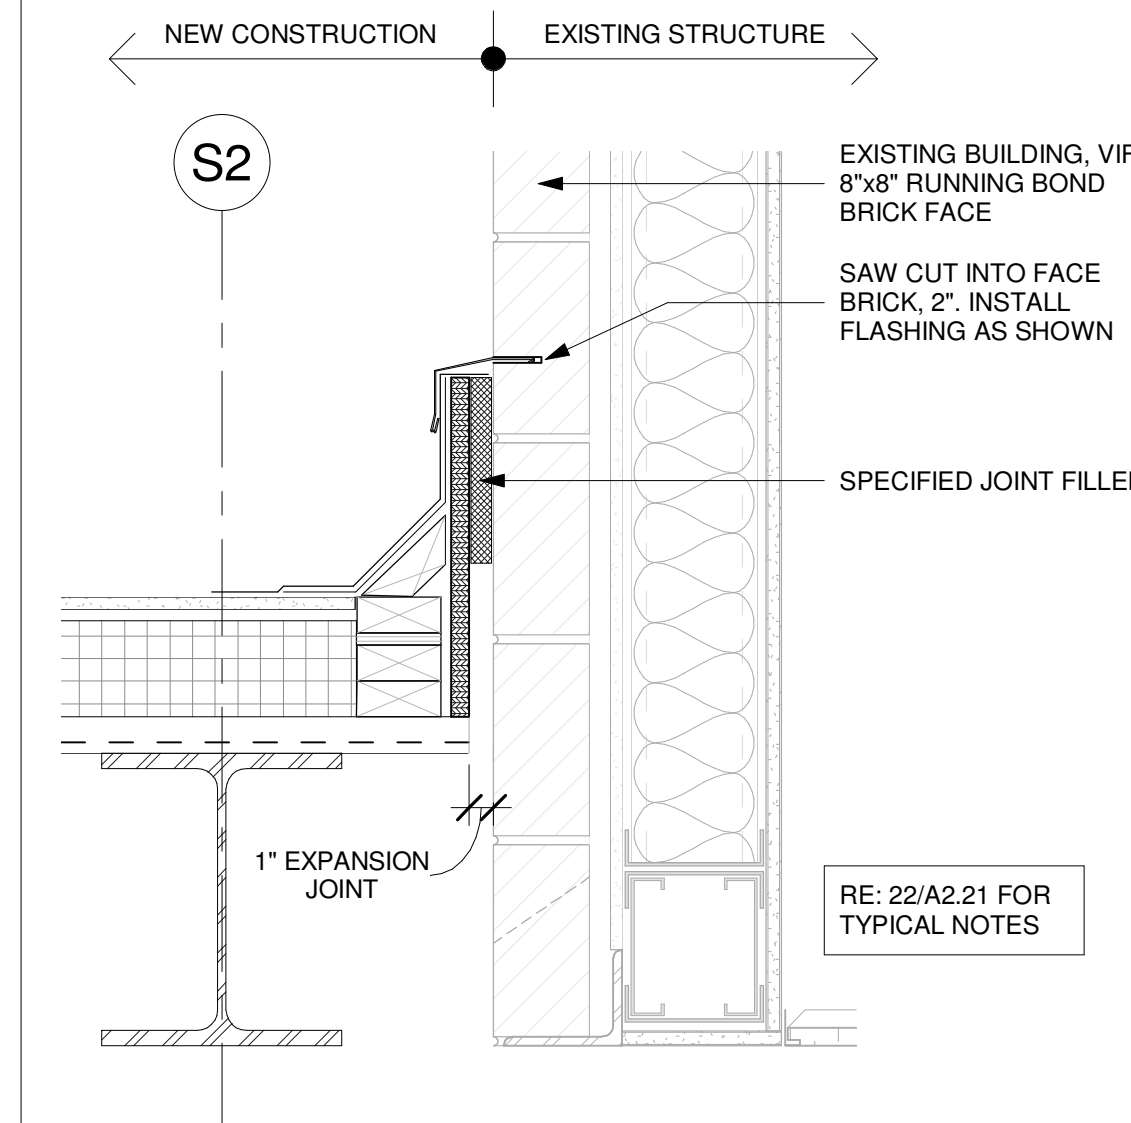 NEW CONSTRUCTION
EXISTING STRUCTURE
S2
EXISTING BUILDING, VIF
8"x8" RUNNING BOND
BRICK FACE
SAW CUT INTO FACE
BRICK, 2". INSTALL
FLASHING AS SHOWN
SPECIFIED JOINT
1" EXPANSION
JOINT
RE: 22/A2.21 FOR
TYPICAL NOTES